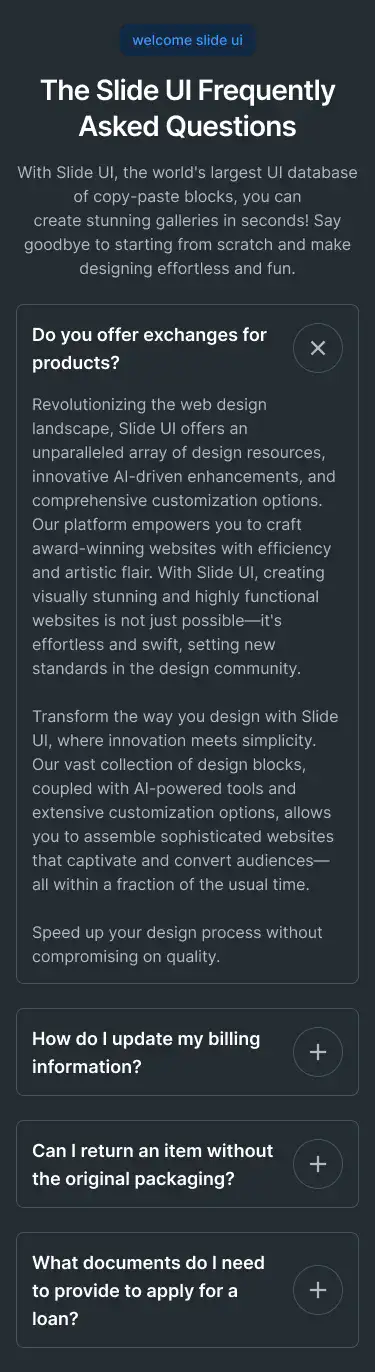 welcome slide ui
The Slide UI Frequently
Asked Questions
With Slide UI, the world's largest UI database
of copy-paste blocks, you can
create stunning galleries in seconds! Say
goodbye to starting from scratch and make
designing effortless and fun.
Do you offer exchanges for
products?
Revolutionizing the web design
landscape, Slide UI offers an
unparalleled array of design resources,
innovative AI-driven enhancements, and
comprehensive customization options.
Our platform empowers you to craft
award-winning websites with efficiency
and artistic flair. With Slide UI, creating
visually stunning and highly functional
websites is not just possible—it's
effortless and swift, setting new
standards in the design community.
Transform the way you design with Slide
UI, where innovation meets simplicity.
Our vast collection of design blocks,
coupled with AI-powered tools and
extensive customization options, allows
you to assemble sophisticated websites
that captivate and convert audiences—
all within a fraction of the usual time.
Speed up your design process without
compromising on quality.
How do I update my billing
information?
Can I return an item without
the original packaging?
What documents do I need
to provide to apply for a
loan?